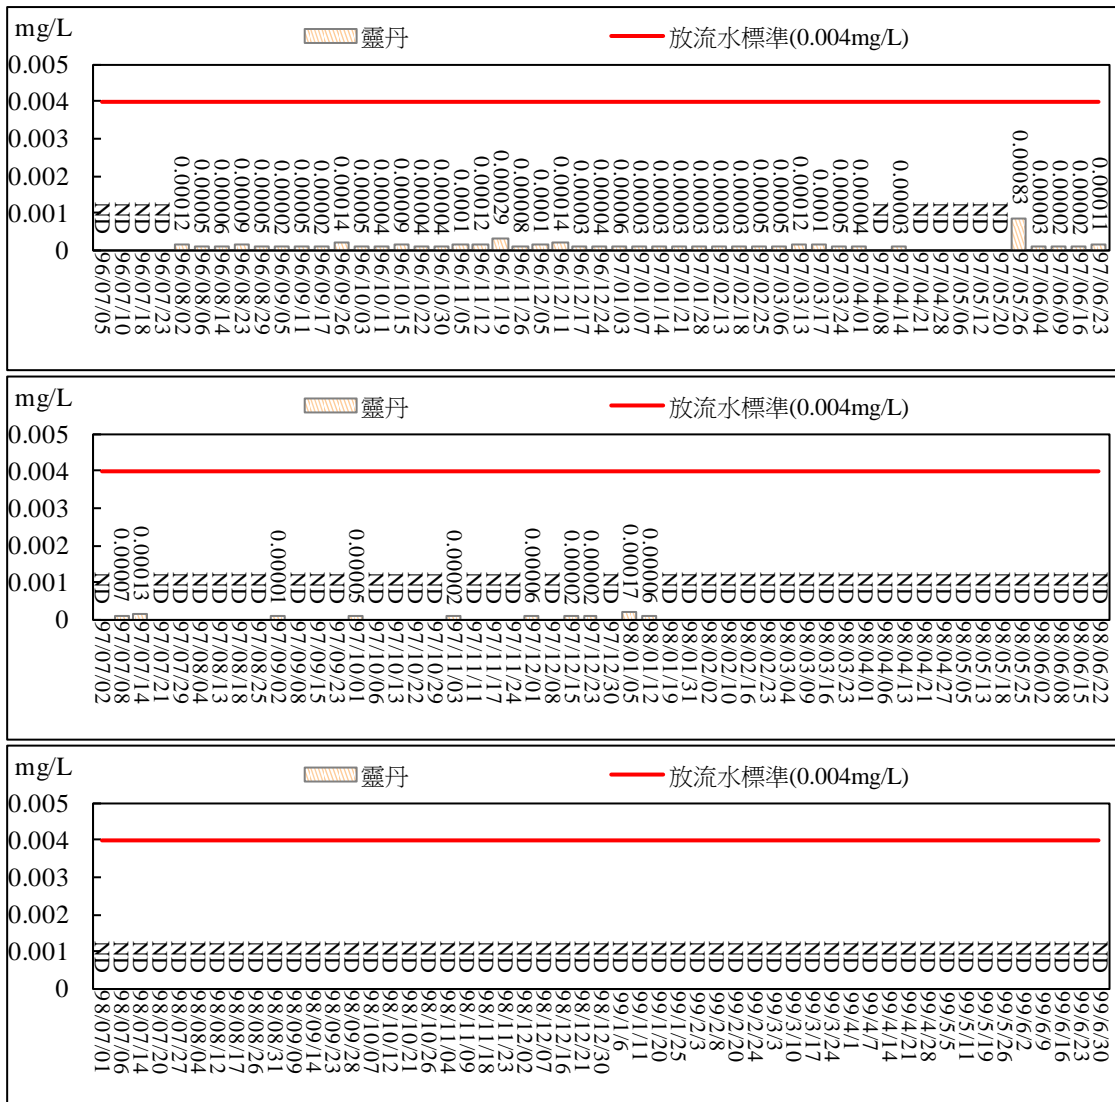 mg/L
靈丹 放流水標準(0.004mg/L)
0.005
0.004
0.003
0.002
0.001
0
ND ND ND ND 0.00012 0.00005 0.00006 0.00009 0.00005 0.00002 0.00005 0.00002 0.00014 0.00004 0.00004 0.00009 0.00004 0.00004 0.0001 0.00012 0.00029 0.00008 0.0001 0.00014 0.00003 0.00004 0.00006 0.00003 0.00003 0.00003 0.00003 0.00003 0.00005 0.00005 0.00012 0.0001 0.00005 0.00004 ND 0.00003 ND ND ND ND ND 0.00083 0.00003 0.00002 0.00002 0.00011
96/07/05 96/07/10 96/07/18 96/07/23 96/08/02 96/08/06 96/08/14 96/08/23 96/08/29 96/09/05 96/09/11 96/09/17 96/09/26 96/10/03 96/10/11 96/10/15 96/10/22 96/10/30 96/11/05 96/11/12 96/11/19 96/11/26 96/12/05 96/12/11 96/12/17 96/12/24 97/01/03 97/01/07 97/01/14 97/01/21 97/01/28 97/02/13 97/02/18 97/02/25 97/03/06 97/03/13 97/03/17 97/03/24 97/04/01 97/04/08 97/04/14 97/04/21 97/04/28 97/05/06 97/05/12 97/05/20 97/05/26 97/06/04 97/06/09 97/06/16 97/06/23
mg/L
靈丹 放流水標準(0.004mg/L)
0.005
0.004
0.003
0.002
0.001
0
ND 0.00007 0.00013 ND ND ND ND ND ND 0.00001 ND ND ND 0.00005 ND ND ND ND 0.00002 ND ND ND 0.00006 ND 0.00002 0.00002 ND 0.00017 0.00006 ND ND ND ND ND ND ND ND ND ND ND ND ND ND ND ND ND ND ND ND ND ND ND
97/07/02 97/07/08 97/07/14 97/07/21 97/07/29 97/08/04 97/08/13 97/08/18 97/08/25 97/09/02 97/09/08 97/09/15 97/09/23 97/10/01 97/10/06 97/10/13 97/10/22 97/10/29 97/11/03 97/11/11 97/11/17 97/11/24 97/12/01 97/12/08 97/12/15 97/12/23 97/12/30 98/01/05 98/01/12 98/01/19 98/01/31 98/02/02 98/02/10 98/02/16 98/02/23 98/03/04 98/03/09 98/03/16 98/03/23 98/04/01 98/04/06 98/04/13 98/04/21 98/04/27 98/05/05 98/05/13 98/05/18 98/05/25 98/06/02 98/06/08 98/06/15 98/06/22
mg/L
靈丹 放流水標準(0.004mg/L)
0.005
0.004
0.003
0.002
0.001
0
ND ND ND ND ND ND ND ND ND ND ND ND ND ND ND ND ND ND ND ND ND ND ND ND ND ND ND ND ND ND ND ND ND ND ND ND ND ND ND ND ND ND ND ND ND ND ND ND ND ND ND ND ND
98/07/01 98/07/06 98/07/14 98/07/20 98/07/27 98/08/04 98/08/12 98/08/17 98/08/26 98/08/31 98/09/09 98/09/14 98/09/23 98/09/28 98/10/07 98/10/12 98/10/21 98/10/26 98/11/04 98/11/09 98/11/18 98/11/23 98/12/02 98/12/07 98/12/16 98/12/21 98/12/30 99/1/6 99/1/11 99/1/20 99/1/25 99/2/3 99/2/8 99/2/20 99/2/24 99/3/3 99/3/10 99/3/17 99/3/24 99/4/1 99/4/7 99/4/14 99/4/21 99/4/28 99/5/5 99/5/11 99/5/19 99/5/26 99/6/2 99/6/9 99/6/16 99/6/23 99/6/30